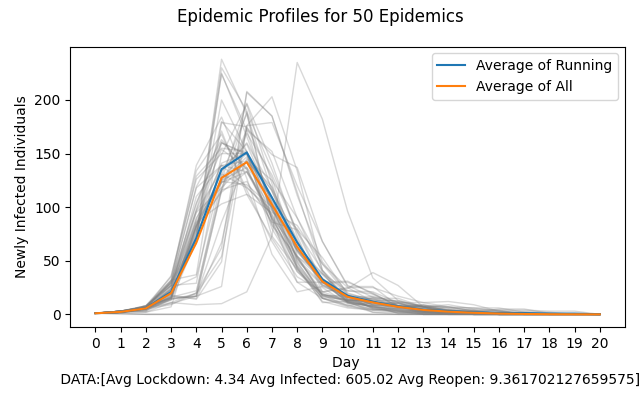 Epidemic Profiles for 50 Epidemics
Average of Running
Average of All
Newly Infected Individuals
200
150
100
50
0
0 1 2 3 4 5 6 7 8 9 10 11 12 13 14 15 16 17 18 19 20
Day
DATA:[Avg Lockdown: 4.34 Avg Infected: 605.02 Avg Reopen: 9.361702127659575]